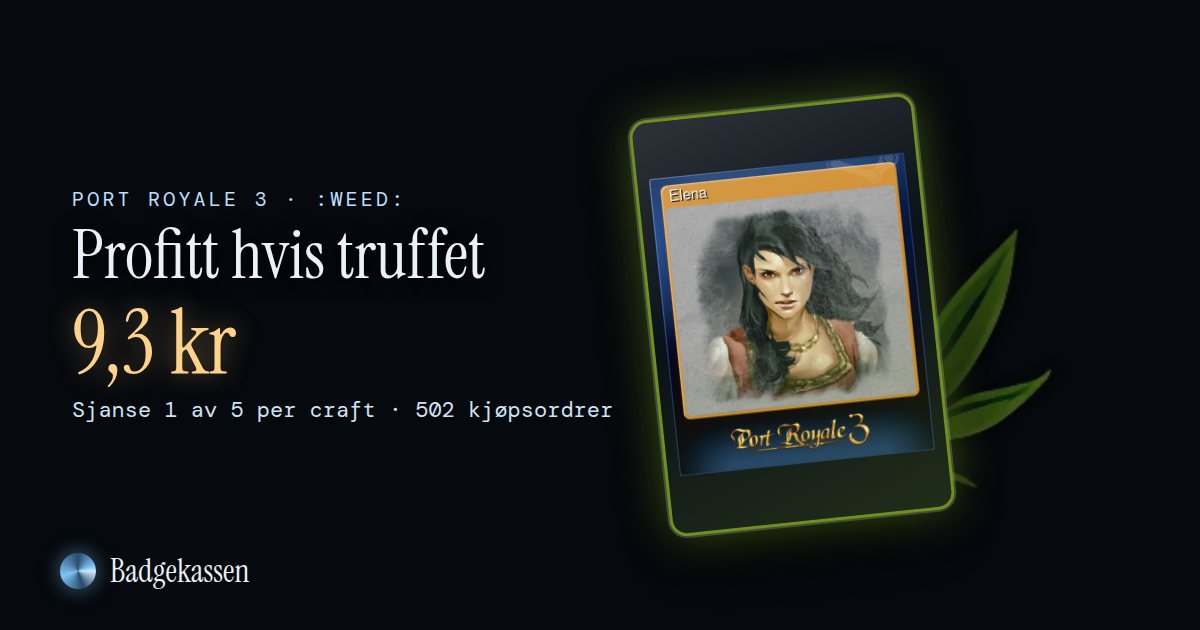 PORT ROYALE 3 · :WEED:
Profitt hvis truffet
9,3 kr
Sjanse 1 av 5 per craft · 502 kjøpsordrer
Elena
Port Royale 3
Badgekassen